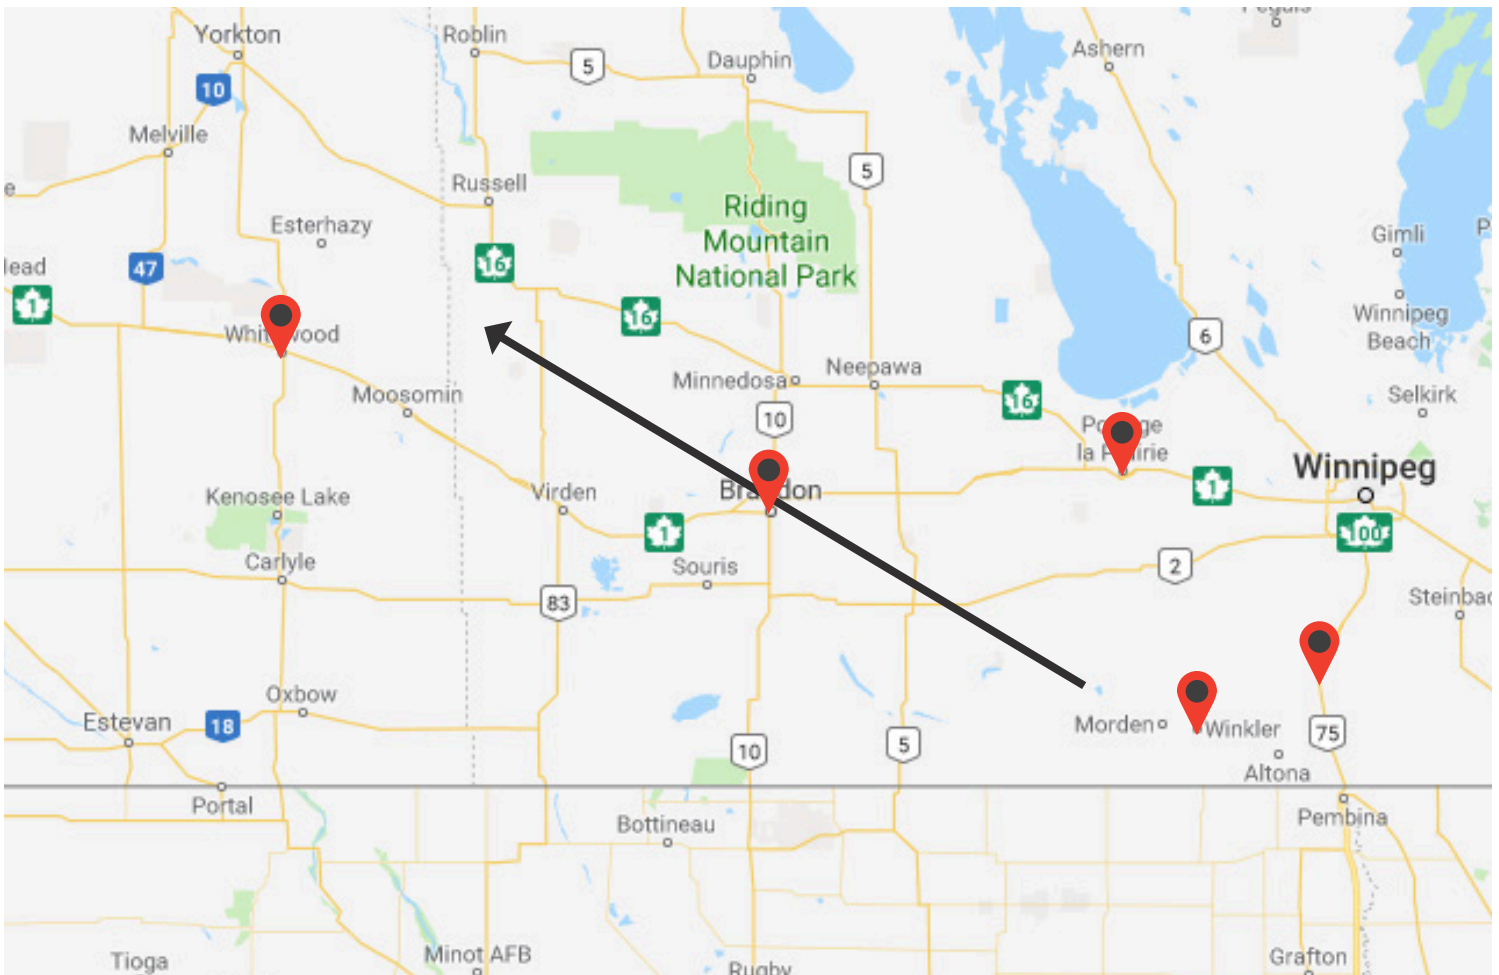 Yorkton
Roblin
5
Dauphin
Ashern
10
Melville
5
Russell
Riding
Mountain
National Park
Esterhazy
Gimli
47
16
1
16
Winnipeg
Beach
6
Minnedosa
Neepawa
Moosomin
16
Selkirk
10
Winnipeg
Kenosee Lake
Virden
1
1
100
Carlyle
Souris
2
83
Steinbac
Oxbow
Estevan
18
Morden
Winkler
75
10
5
Altona
Portal
Bottineau
Pembina
Tioga
Minot AFB
Rugby
Grafton